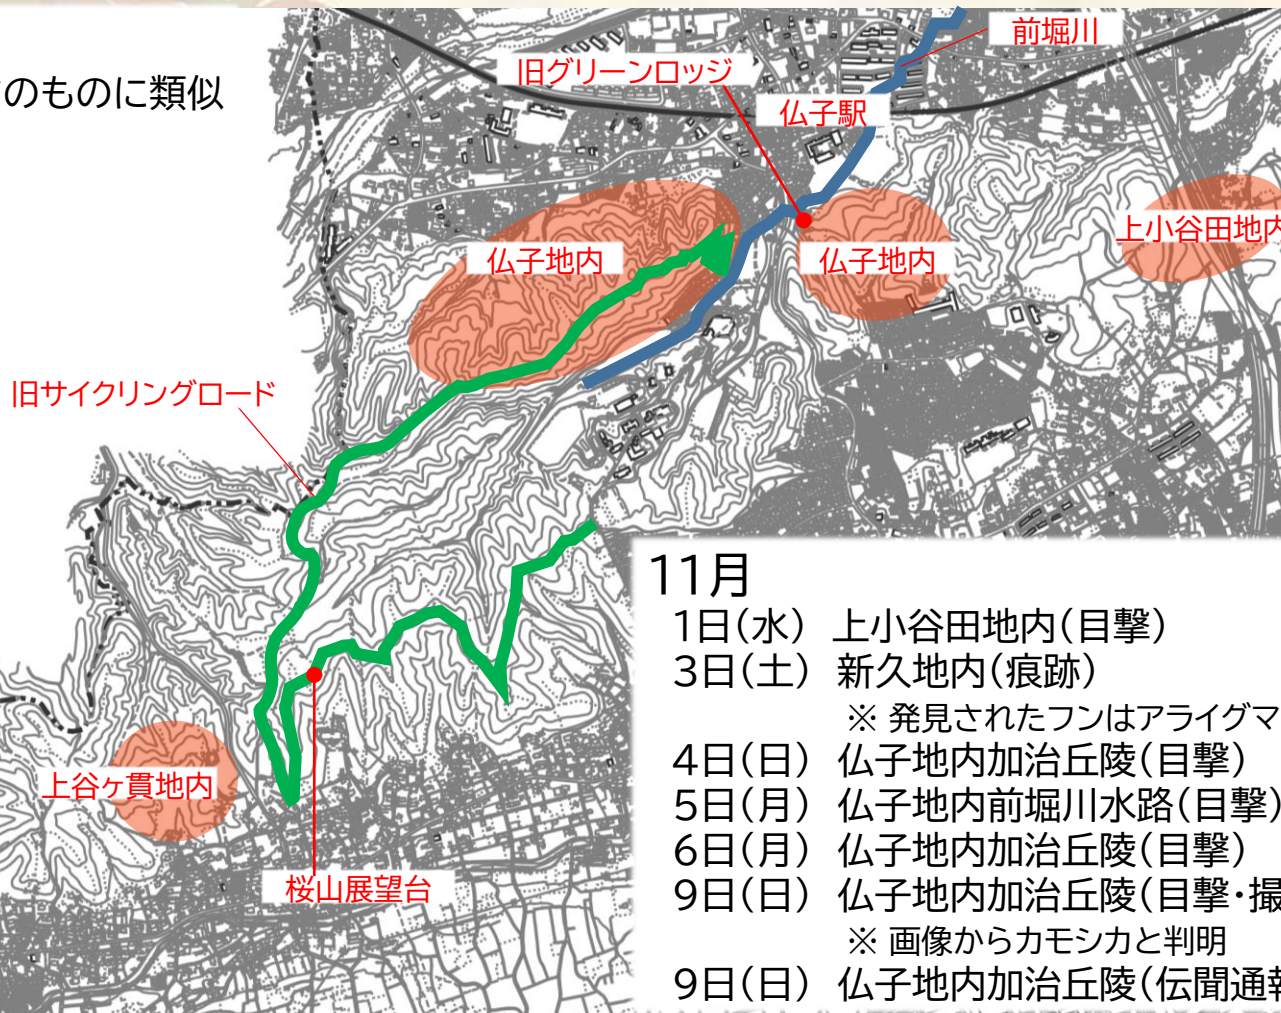 のものに類似
前堀川
旧グリーンロッジ
仏子駅
上小谷田地内
仏子地内
仏子地内
旧サイクリングロード
上谷ヶ貫地内
桜山展望台
11月
1日(水) 上小谷田地内(目撃)
3日(土) 新久地内(痕跡)
※ 発見されたフンはアライグマ
4日(日) 仏子地内加治丘陵(目撃)
5日(月) 仏子地内前堀川水路(目撃)
6日(月) 仏子地内加治丘陵(目撃)
9日(日) 仏子地内加治丘陵(目撃・撮
※ 画像からカモシカと判明
9日(日) 仏子地内加治丘陵(伝聞通報